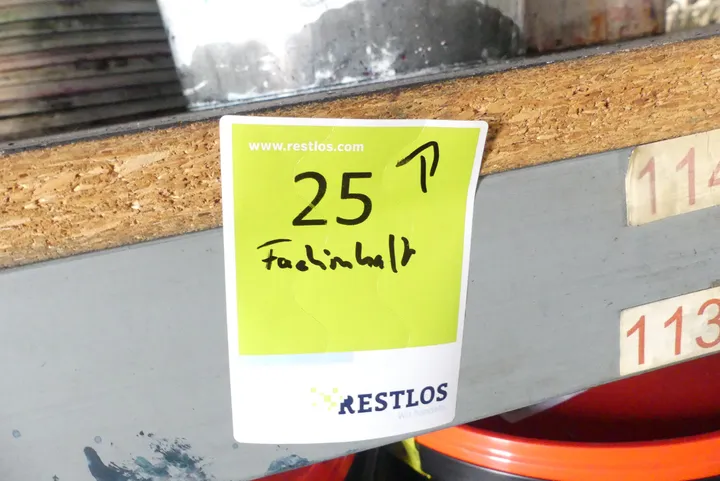 www.restlos.com
25 ↑
Fachinhalt
RESTLOS
114
113